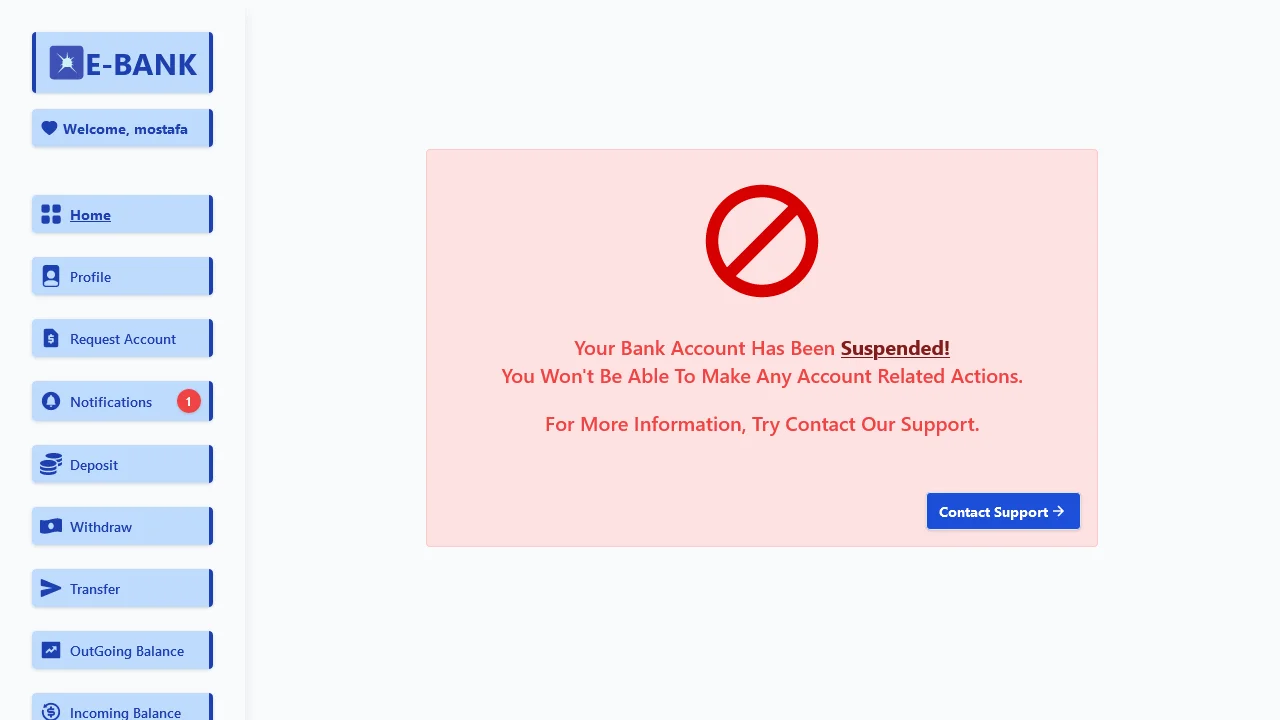 E-BANK
Welcome, mostafa
Home
Profile
Request Account
Notifications 1
Deposit
Withdraw
Transfer
OutGoing Balance
Incoming Balance
Your Bank Account Has Been Suspended!
You Won't Be Able To Make Any Account Related Actions.
For More Information, Try Contact Our Support.
Contact Support